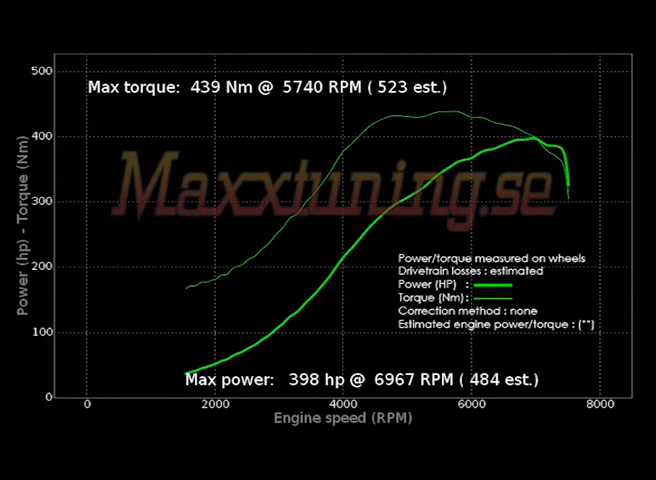 500
Max torque: 439 Nm @ 5740 RPM ( 523 est.)
400
Maxxtuning.se
300
Power/torque measured on wheels
Drivetrain losses : estimated
200
Power (HP) :
Torque (Nm) :
Correction method : none
100
Estimated engine power/torque : (**)
Max power: 398 hp @ 6967 RPM ( 484 est.)
0
0 2000 4000 6000 8000
Engine speed (RPM)
Power (hp) - Torque (Nm)